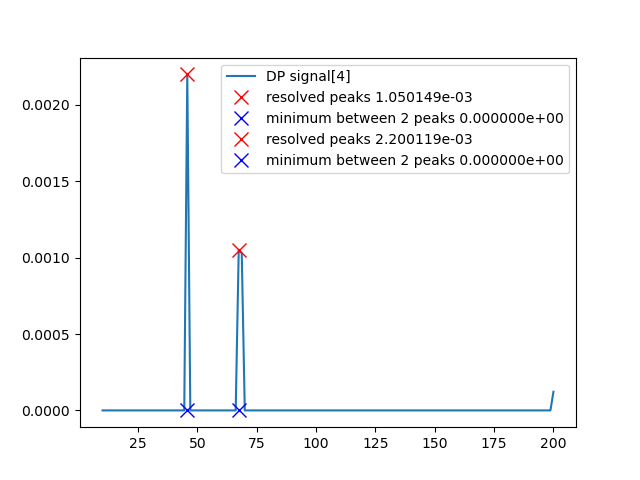 DP signal[4]
resolved peaks 1.050149e-03
minimum between 2 peaks 0.000000e+00
resolved peaks 2.200119e-03
minimum between 2 peaks 0.000000e+00
0.0020
0.0015
0.0010
0.0005
0.0000
25 50 75 100 125 150 175 200